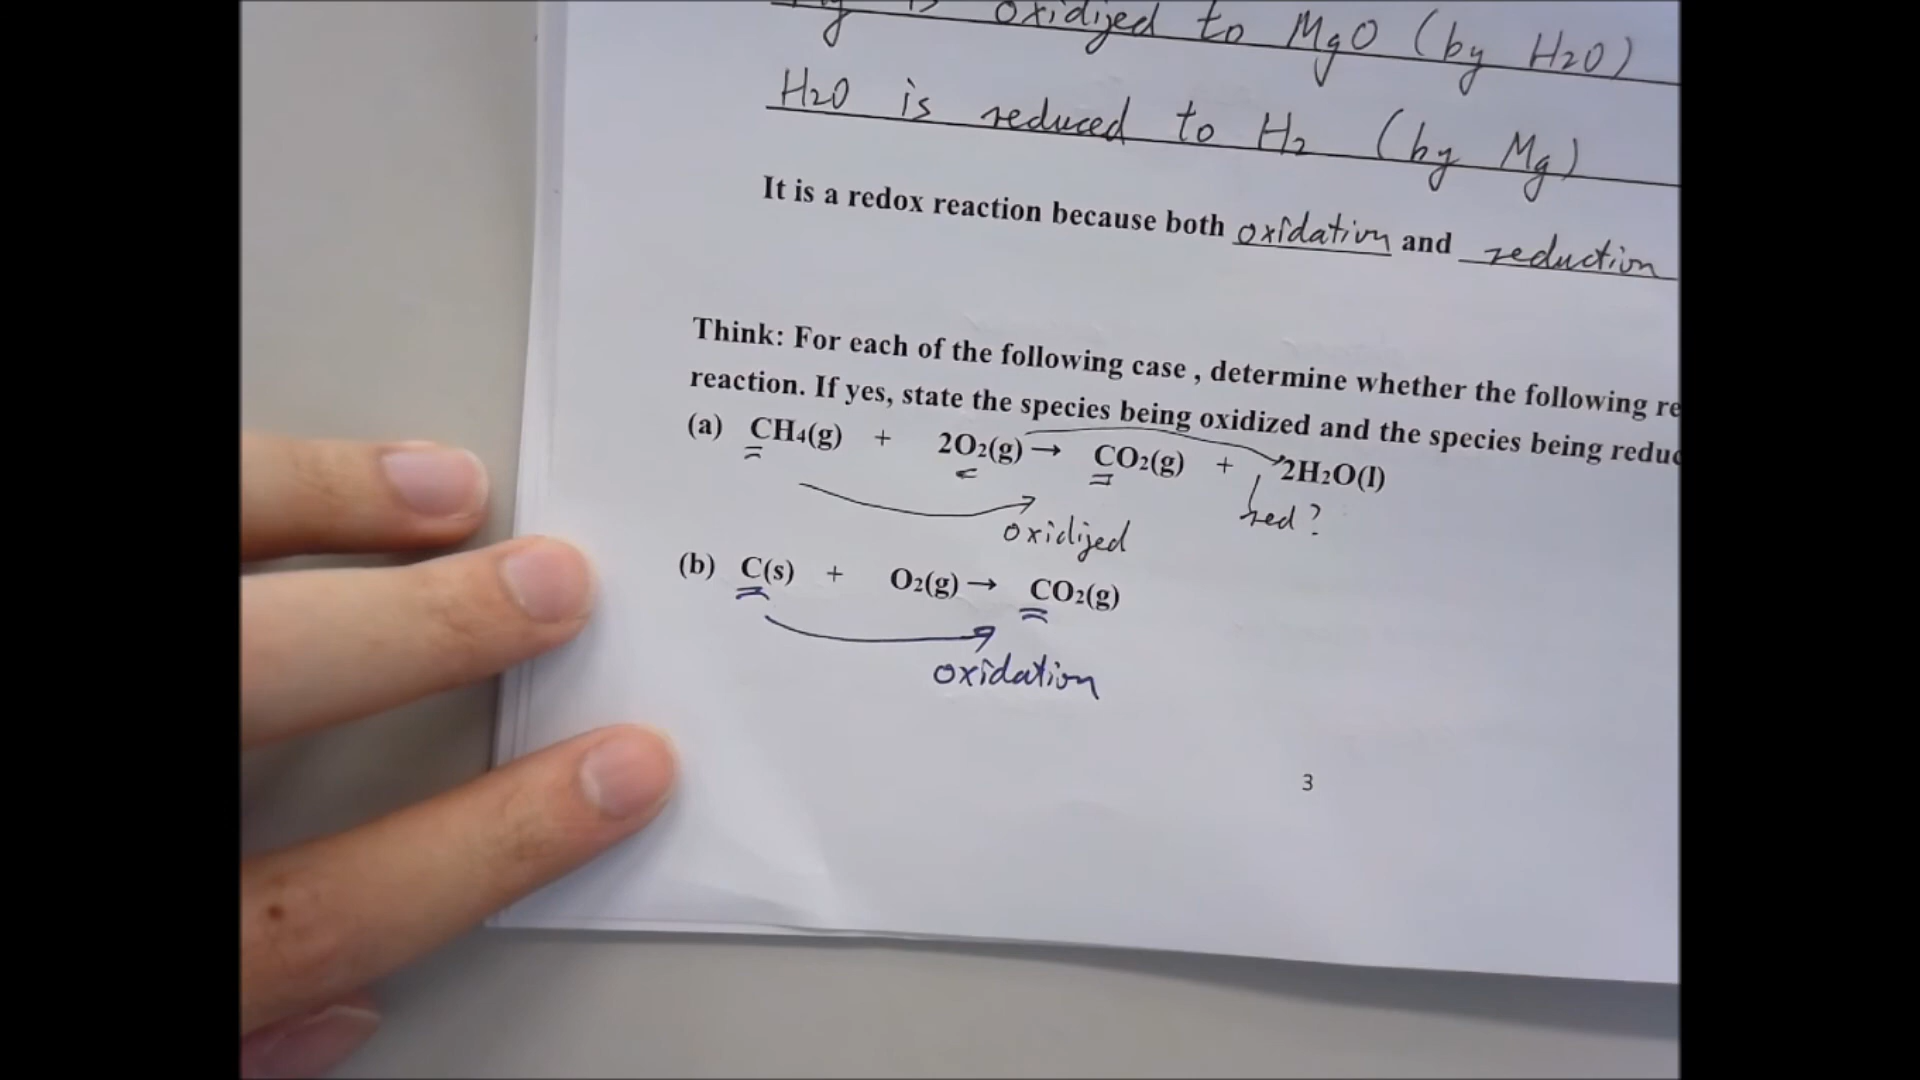 is oxidized to MgO (by H2O)
H2O is reduced to H2 (by Mg)
It is a redox reaction because both oxidation and reduction
Think: For each of the following case , determine whether the following re
reaction. If yes, state the species being oxidized and the species being reduc
(a) CH4(g) + 2O2(g) → CO2(g) + 2H2O(l)
oxidized red?
(b) C(s) + O2(g) → CO2(g)
oxidation
3